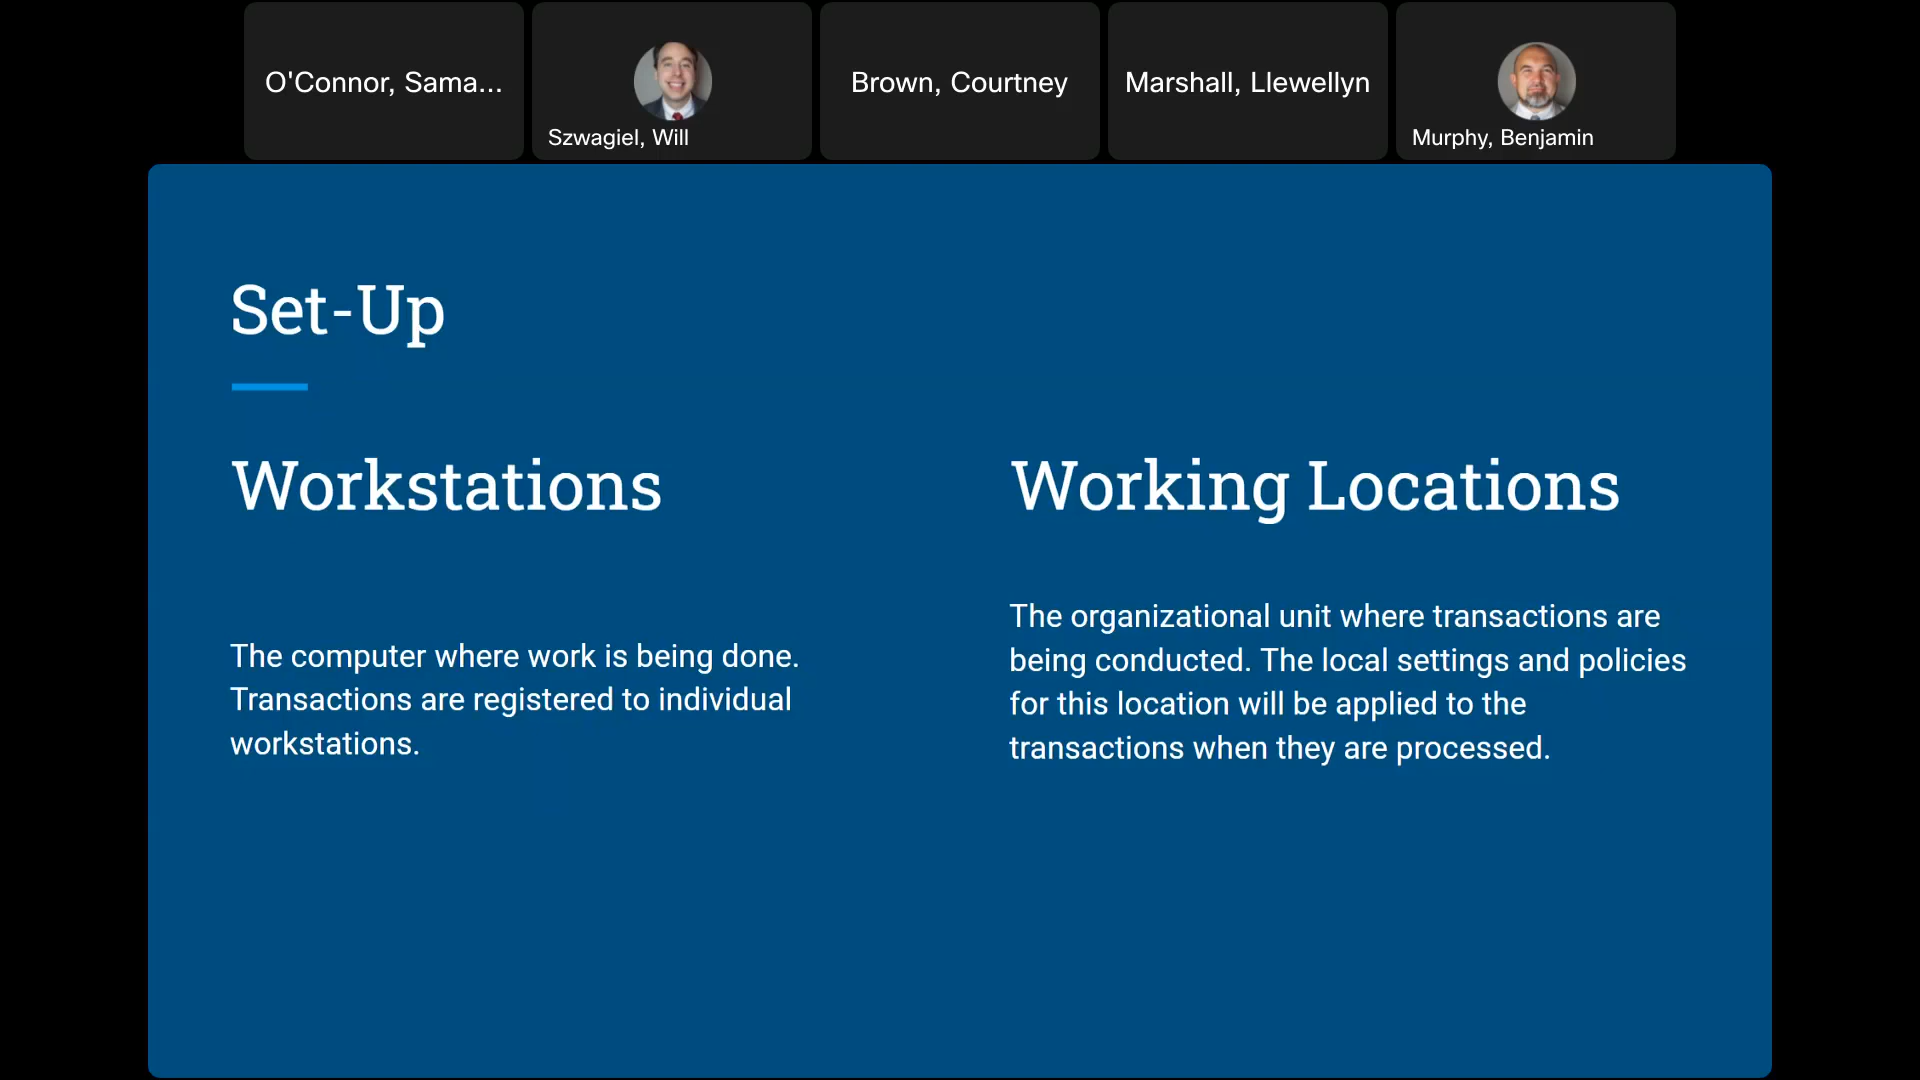 O'Connor, Sama...
Szwagiel, Will
Brown, Courtney
Marshall, Llewellyn
Murphy, Benjamin
Set-Up
Workstations
The computer where work is being done.
Transactions are registered to individual
workstations.
Working Locations
The organizational unit where transactions are
being conducted. The local settings and policies
for this location will be applied to the
transactions when they are processed.